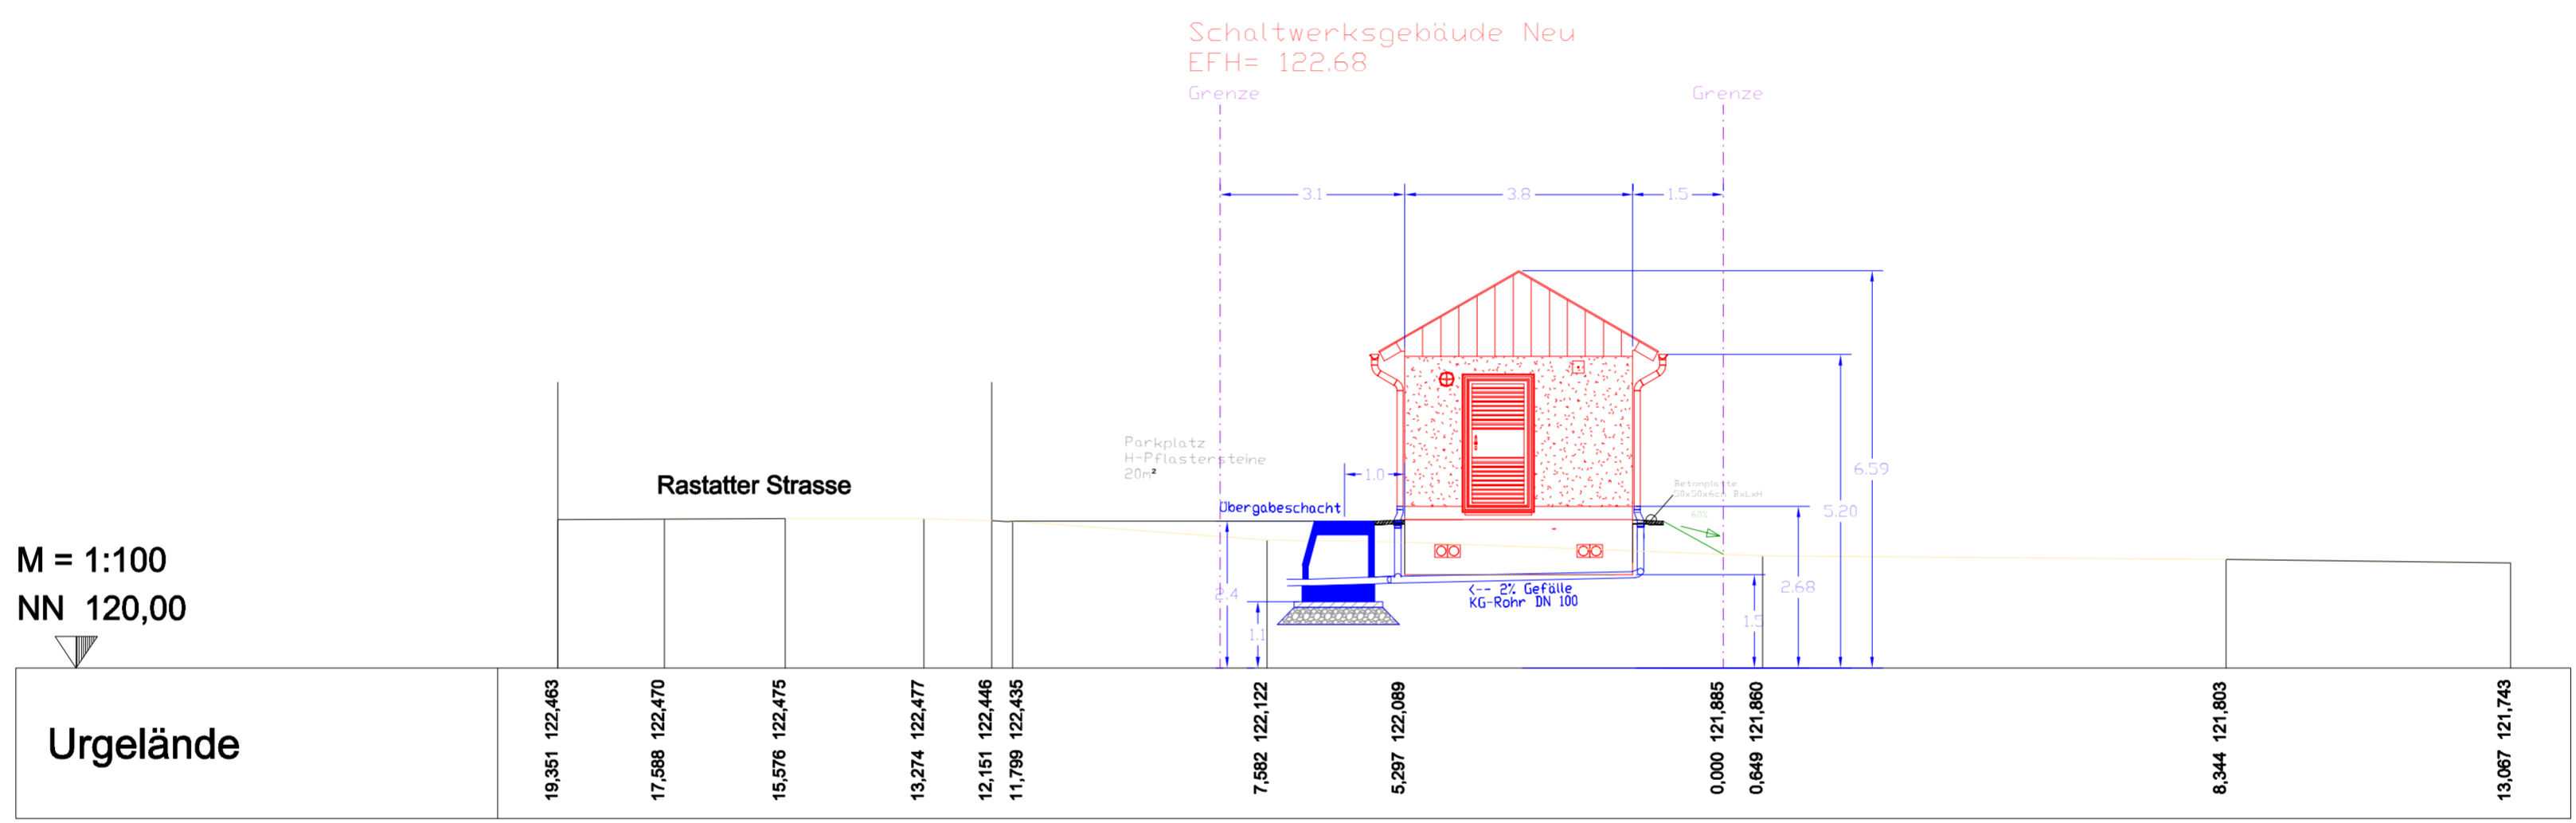 Schaltwerksgebäude Neu
EFH= 122.68
Grenze
Grenze
3.1
3.8
1.5
Parkplatz
H-Pflastersteine
20m²
1.0
Rastatter Strasse
Übergabeschacht
Betonplatte
50x50x6cm BxLxH
60%
6.59
5.20
2.68
1.5
2.4
1.1
<-- 2% Gefälle
KG-Rohr DN 100
M = 1:100
NN 120,00
Urgelände
19,351 122,463
17,588 122,470
15,576 122,475
13,274 122,477
12,151 122,446
11,799 122,435
7,582 122,122
5,297 122,089
0,000 121,885
0,649 121,860
8,344 121,803
13,067 121,743